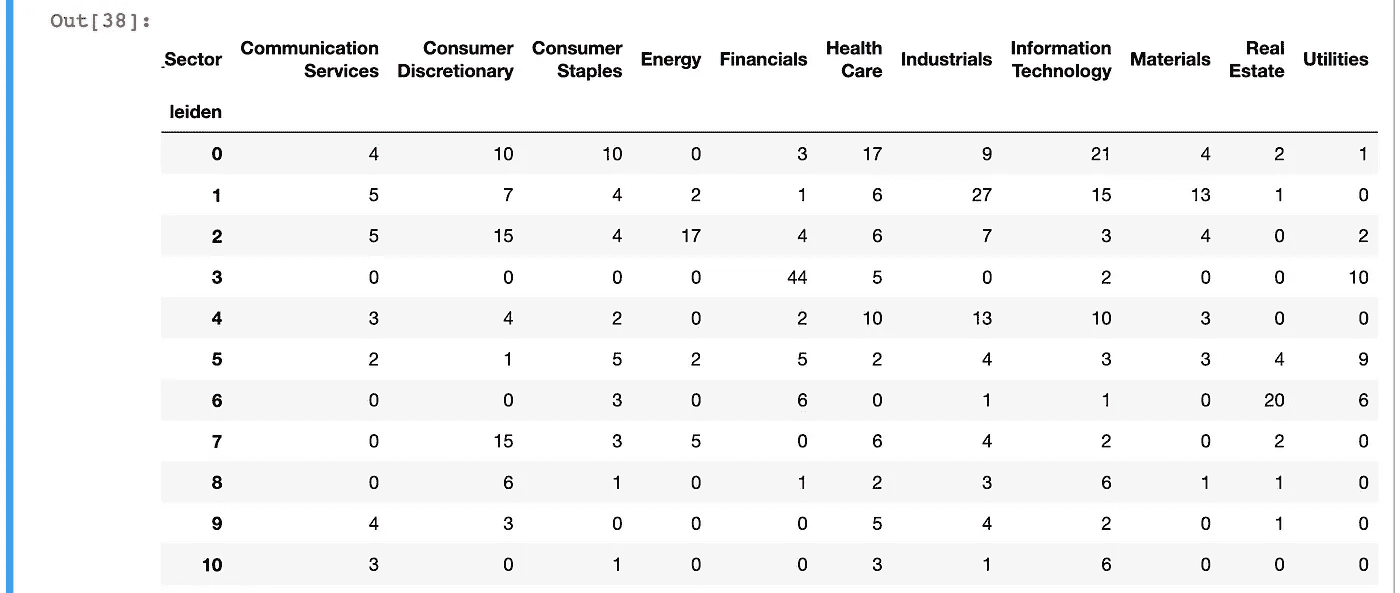 Out[38]:
Sector Communication Services Consumer Discretionary Consumer Staples Energy Financials Health Care Industrials Information Technology Materials Real Estate Utilities
leiden
0 4 10 10 0 3 17 9 21 4 2 1
1 5 7 4 2 1 6 27 15 13 1 0
2 5 15 4 17 4 6 7 3 4 0 2
3 0 0 0 0 44 5 0 2 0 0 10
4 3 4 2 0 2 10 13 10 3 0 0
5 2 1 5 2 5 2 4 3 3 4 9
6 0 0 3 0 6 0 1 1 0 20 6
7 0 15 3 5 0 6 4 2 0 2 0
8 0 6 1 0 1 2 3 6 1 1 0
9 4 3 0 0 0 5 4 2 0 1 0
10 3 0 1 0 0 3 1 6 0 0 0